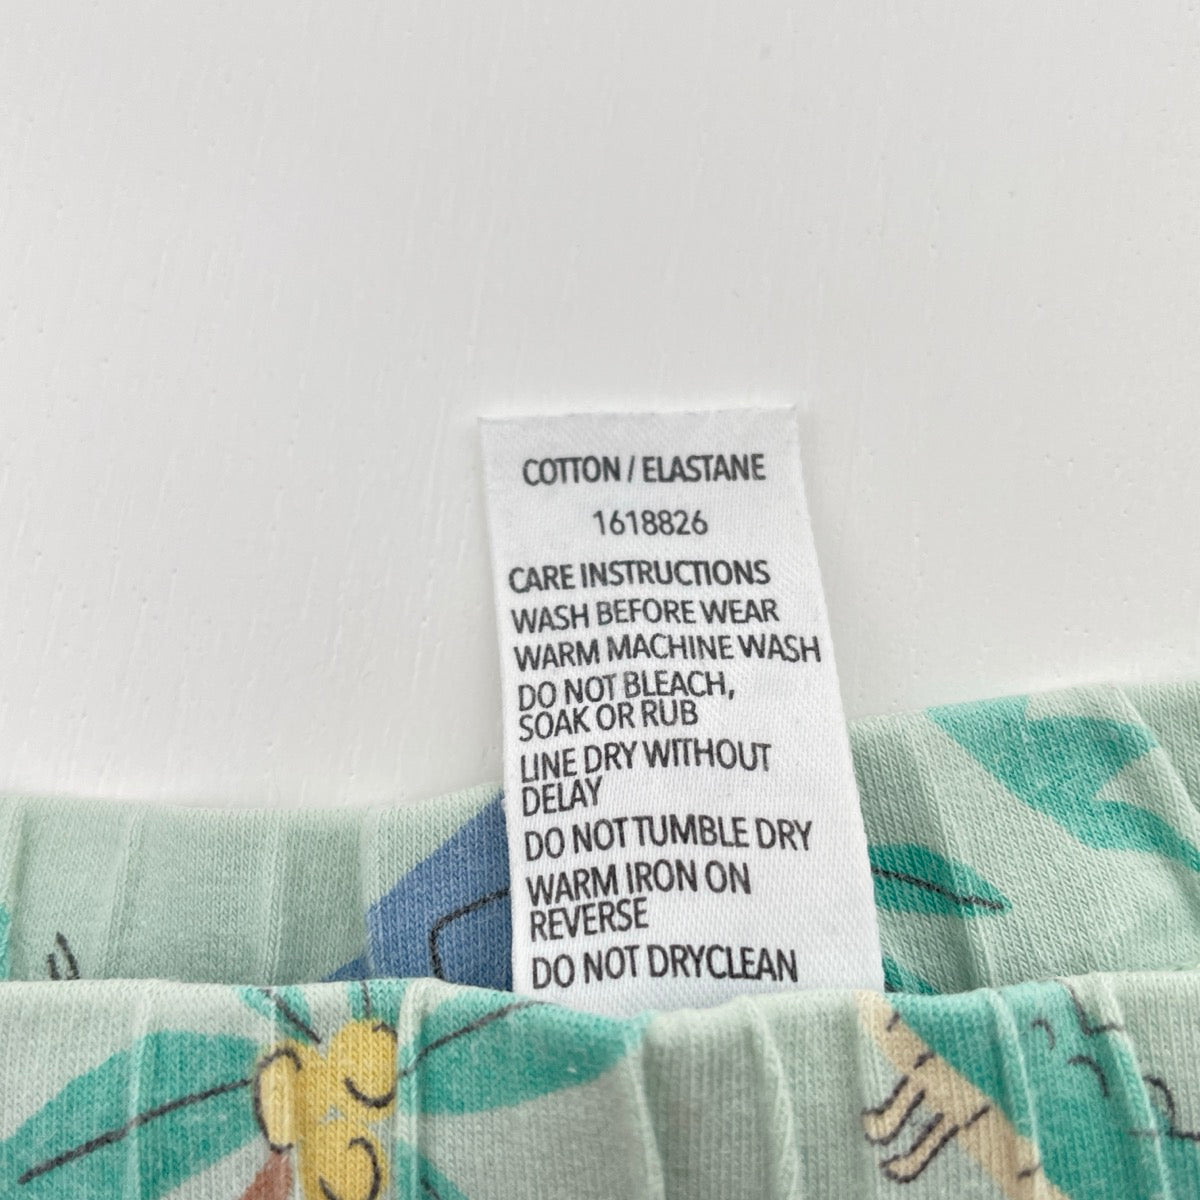 COTTON / ELASTANE
1618826
CARE INSTRUCTIONS
WASH BEFORE WEAR
WARM MACHINE WASH
DO NOT BLEACH,
SOAK OR RUB
LINE DRY WITHOUT
DELAY
DO NOT TUMBLE DRY
WARM IRON ON
REVERSE
DO NOT DRYCLEAN